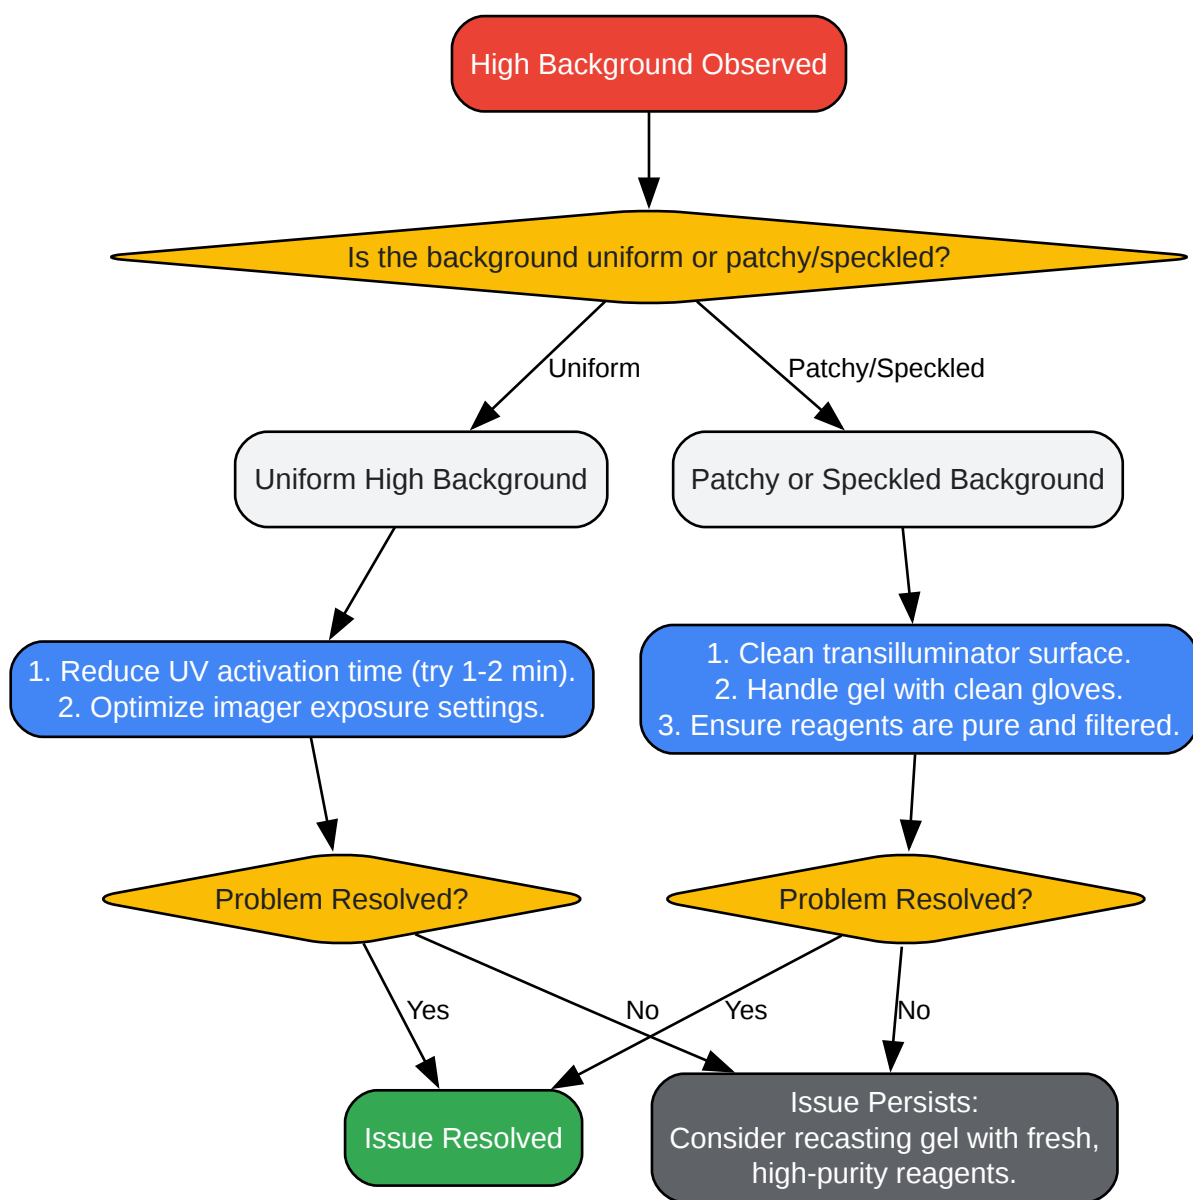 High Background Observed
Is the background uniform or patchy/speckled?
Uniform
Patchy/Speckled
Uniform High Background
Patchy or Speckled Background
1. Reduce UV activation time (try 1-2 min).
2. Optimize imager exposure settings.
1. Clean transilluminator surface.
2. Handle gel with clean gloves.
3. Ensure reagents are pure and filtered.
Problem Resolved?
Problem Resolved?
Yes
No
Yes
No
Issue Resolved
Issue Persists:
Consider recasting gel with fresh,
high-purity reagents.